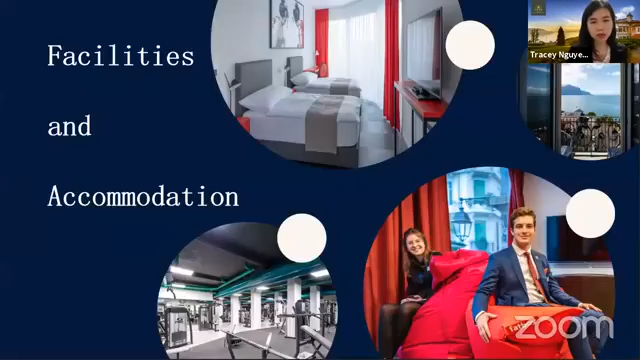 Facilities
and
Accommodation
Tracey Nguye...
zoom